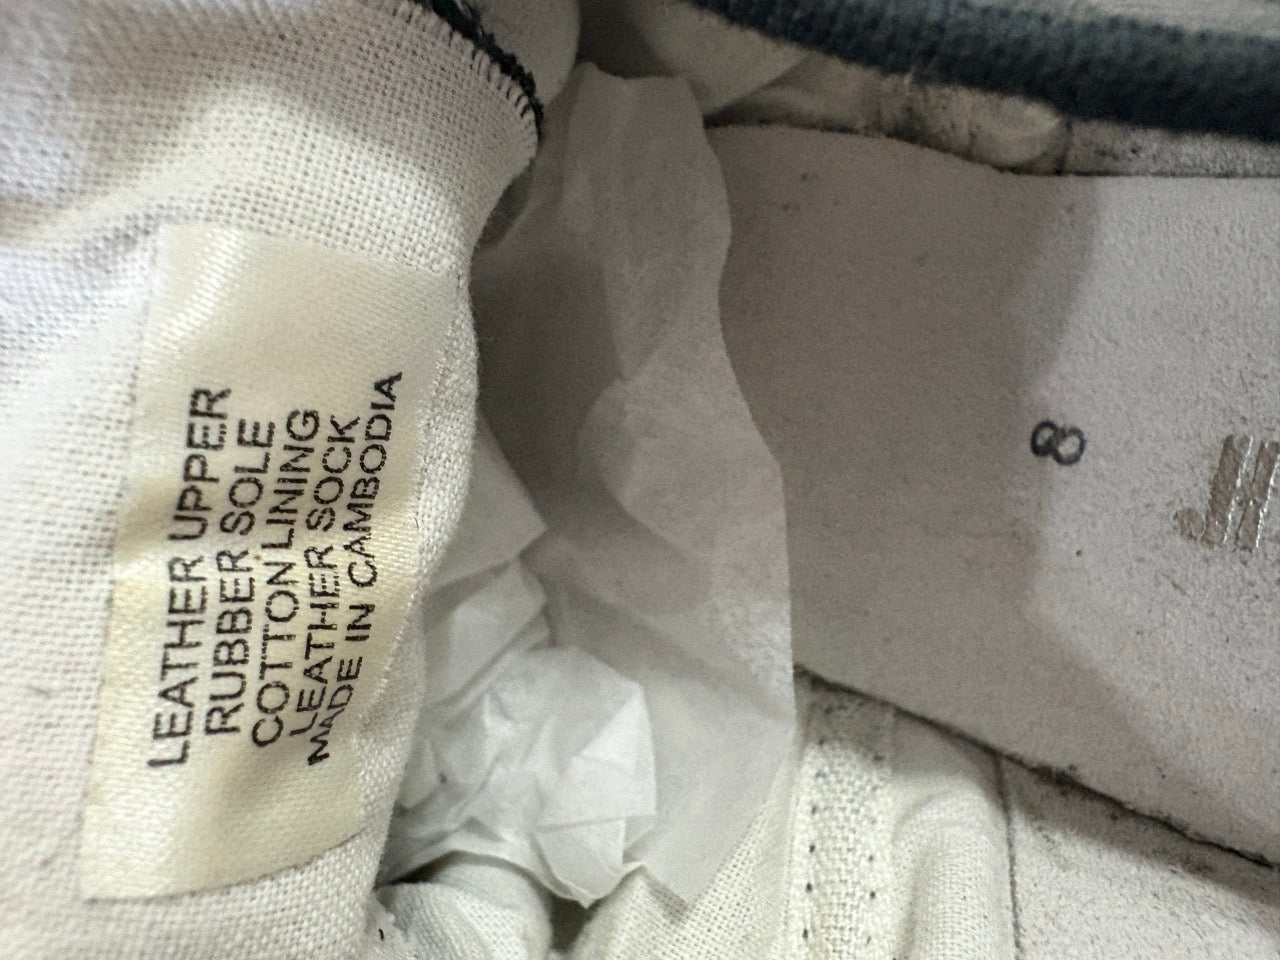 LEATHER UPPER
RUBBER SOLE
COTTON LINING
LEATHER SOCK
MADE IN CAMBODIA
8